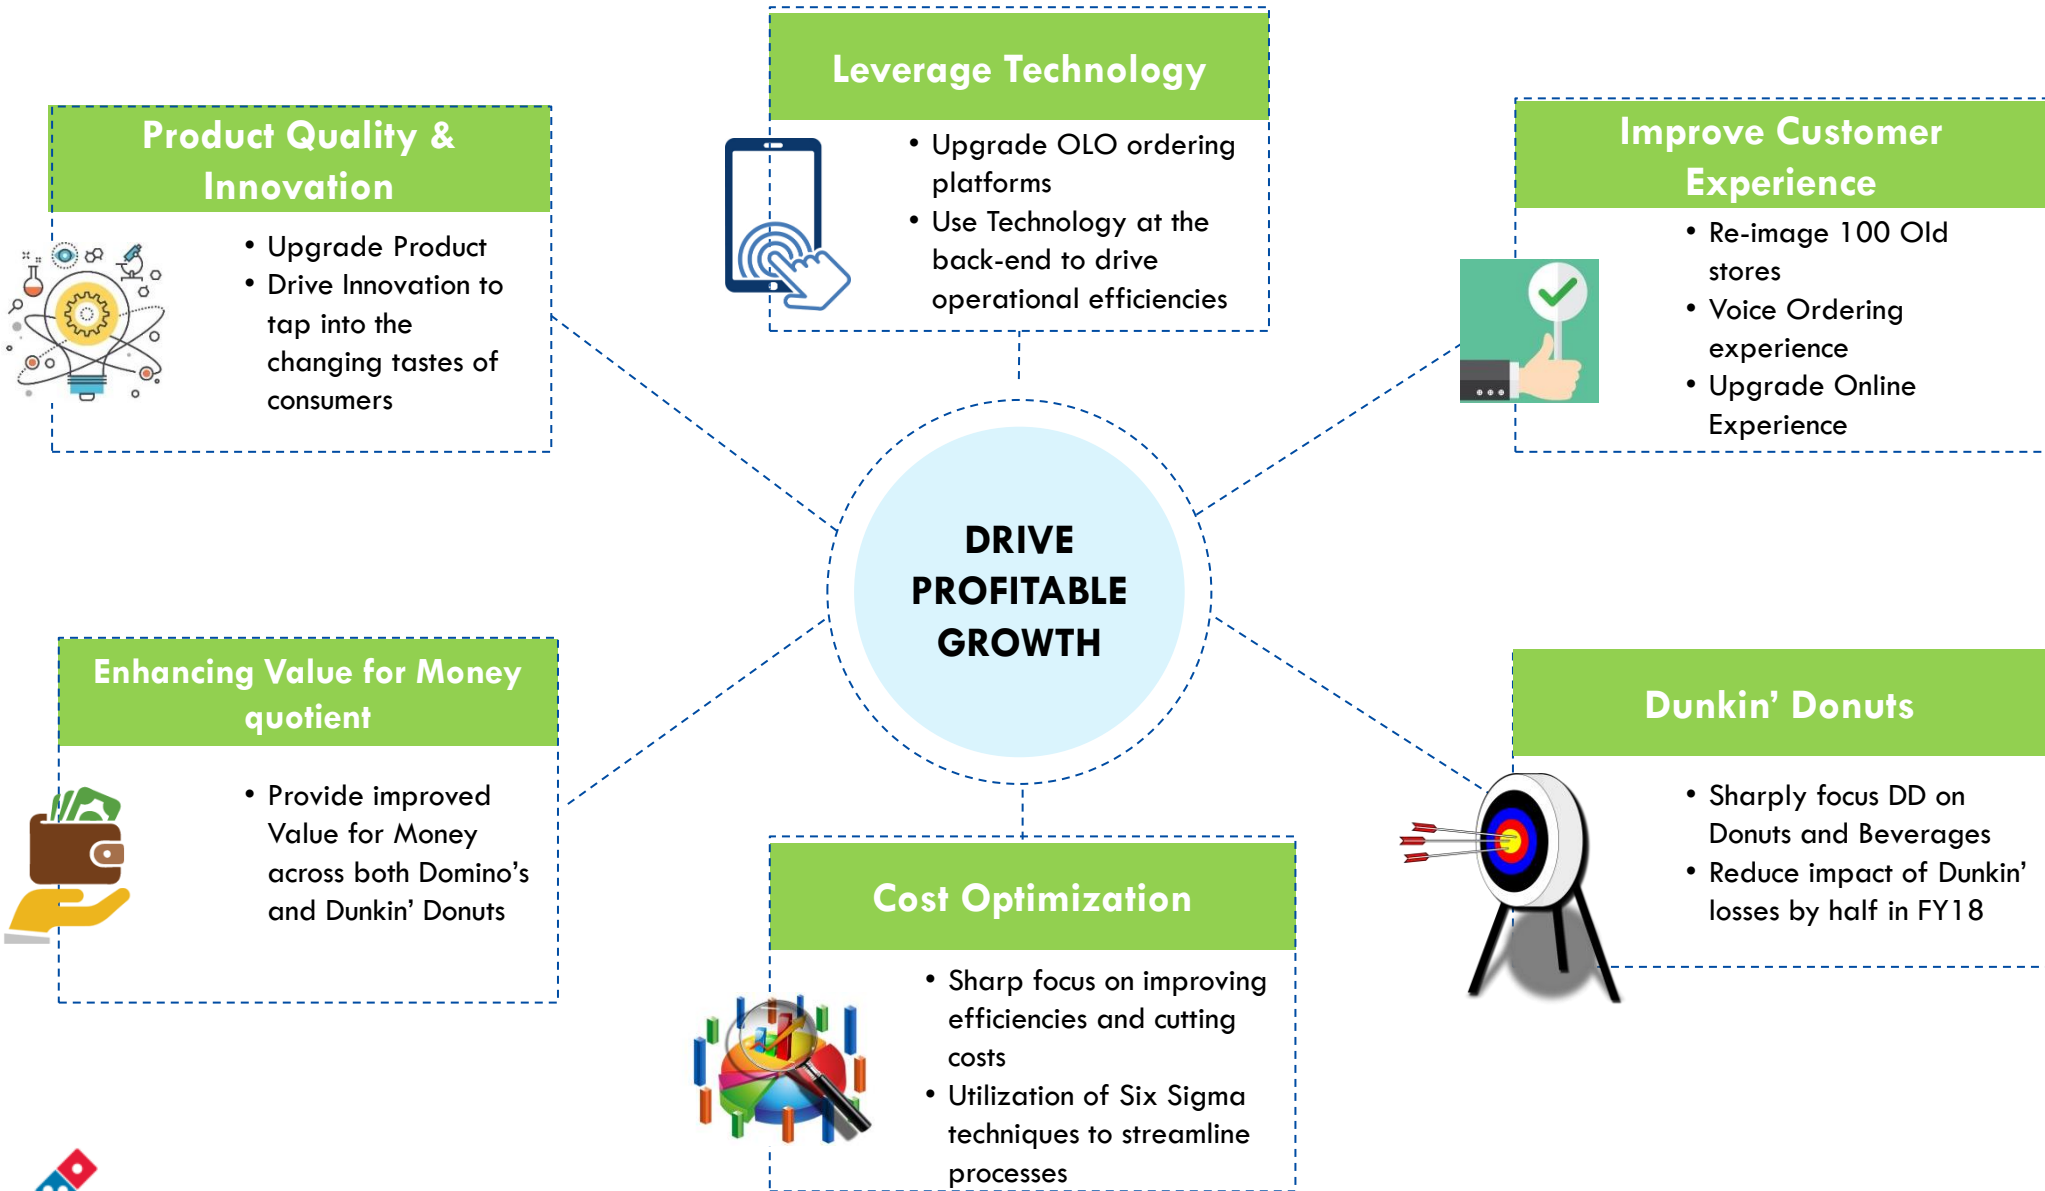 Leverage Technology
• Upgrade OLO ordering
platforms
• Use Technology at the
back-end to drive
operational efficiencies
Product Quality &
Innovation
• Upgrade Product
• Drive Innovation to
tap into the
changing tastes of
consumers
Improve Customer
Experience
• Re-image 100 Old
stores
• Voice Ordering
experience
• Upgrade Online
Experience
DRIVE
PROFITABLE
GROWTH
Enhancing Value for Money
quotient
• Provide improved
Value for Money
across both Domino's
and Dunkin' Donuts
Cost Optimization
• Sharp focus on improving
efficiencies and cutting
costs
• Utilization of Six Sigma
techniques to streamline
processes
Dunkin' Donuts
• Sharply focus DD on
Donuts and Beverages
• Reduce impact of Dunkin'
losses by half in FY18